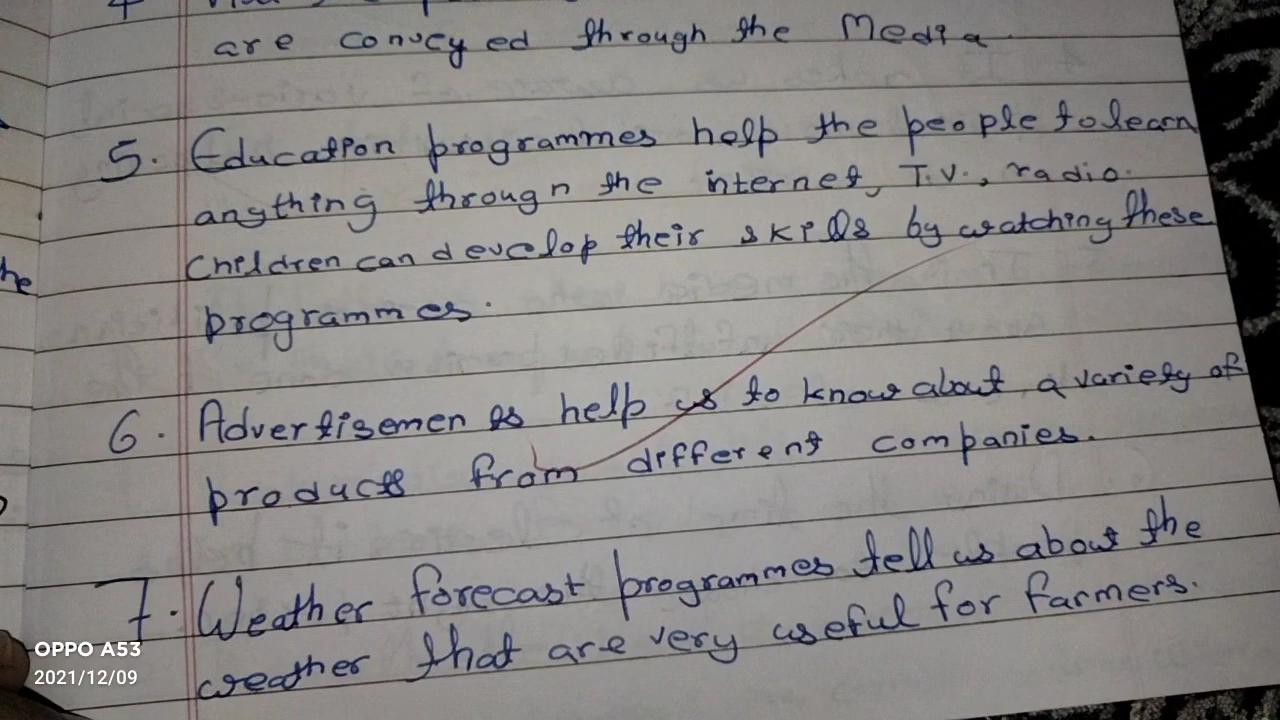 are conveyed through the Media
5. Education programmes help the people to learn
anything through the internet, T.V., radio.
Children can develop their skills by watching these
programmes.
6. Advertisements help us to know about a variety of
products from different companies.
7. Weather forecast programmes tell us about the
weather that are very useful for farmers.
he
OPPO A53
2021/12/09